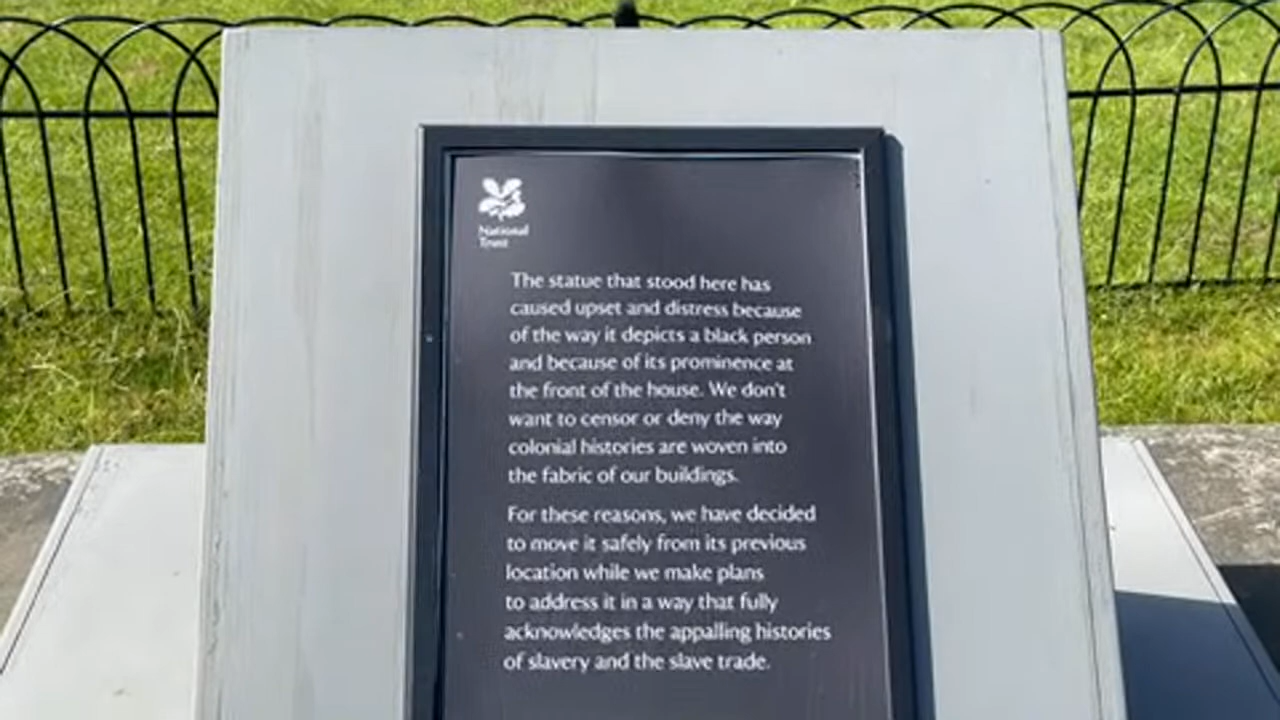 National
Trust
The statue that stood here has
caused upset and distress because
of the way it depicts a black person
and because of its prominence at
the front of the house. We don't
want to censor or deny the way
colonial histories are woven into
the fabric of our buildings.
For these reasons, we have decided
to move it safely from its previous
location while we make plans
to address it in a way that fully
acknowledges the appalling histories
of slavery and the slave trade.